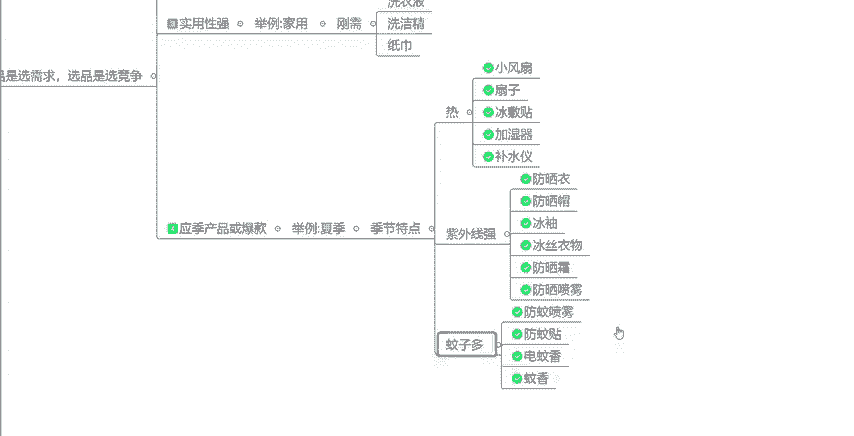 洗衣液
实用性强
举例:家用
刚需
洗洁精
纸巾
品是选需求，选品是选竞争
小风扇
扇子
热
冰敷贴
加湿器
补水仪
防晒衣
防晒帽
冰袖
应季产品或爆款
举例:夏季
季节特点
紫外线强
冰丝衣物
防晒霜
防晒喷雾
防蚊喷雾
防蚊贴
蚊子多
电蚊香
蚊香